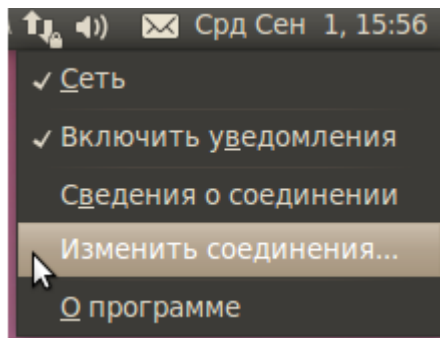 Срд Сен 1, 15:56
Сеть
Включить уведомления
Сведения о соединении
Изменить соединения...
О программе